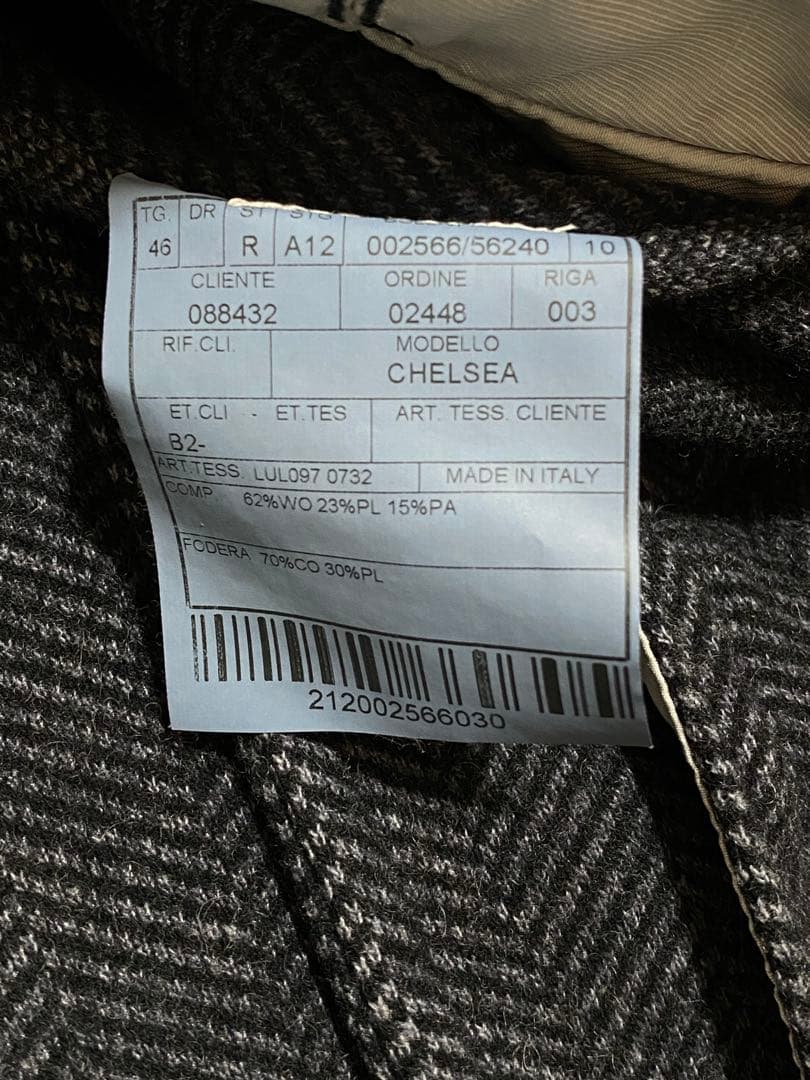 TG. DR ST STG
46 R A12 002566/56240 10
CLIENTE ORDINE RIGA
088432 02448 003
RIF.CLI. MODELLO
CHELSEA
ET.CLI - ET.TES ART. TESS. CLIENTE
B2-
ART.TESS. LUL097 0732 MADE IN ITALY
COMP. 62%WO 23%PL 15%PA
FODERA 70%CO 30%PL
212002566030